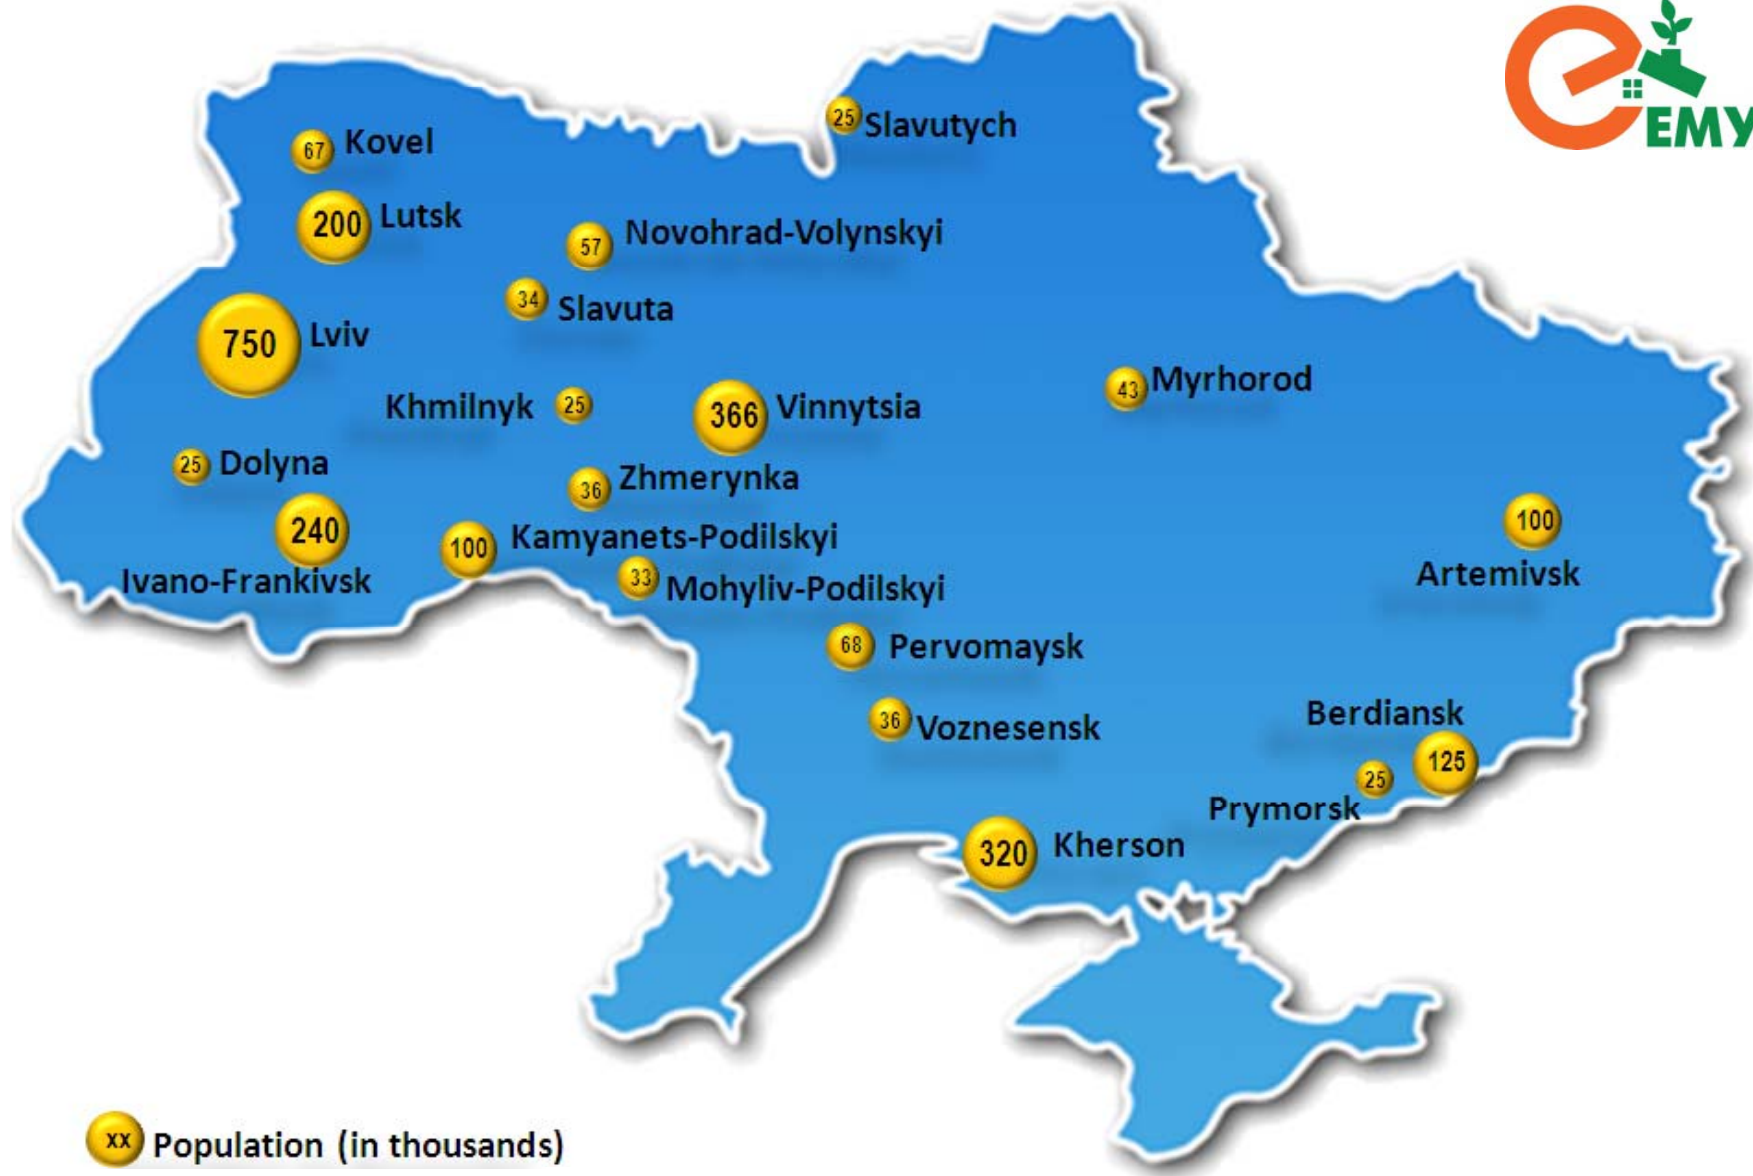 EMY
25 Slavutych
67 Kovel
200 Lutsk
57 Novohrad-Volynskyi
34 Slavuta
750 Lviv
43 Myrhorod
Khmilnyk 25
366 Vinnytsia
25 Dolyna
36 Zhmerynka
240
Ivano-Frankivsk
100 Kamyanets-Podilskyi
100
Artemivsk
33 Mohyliv-Podilskyi
68 Pervomaysk
36 Voznesensk
Berdiansk
125
25
Prymorsk
320 Kherson
xx Population (in thousands)